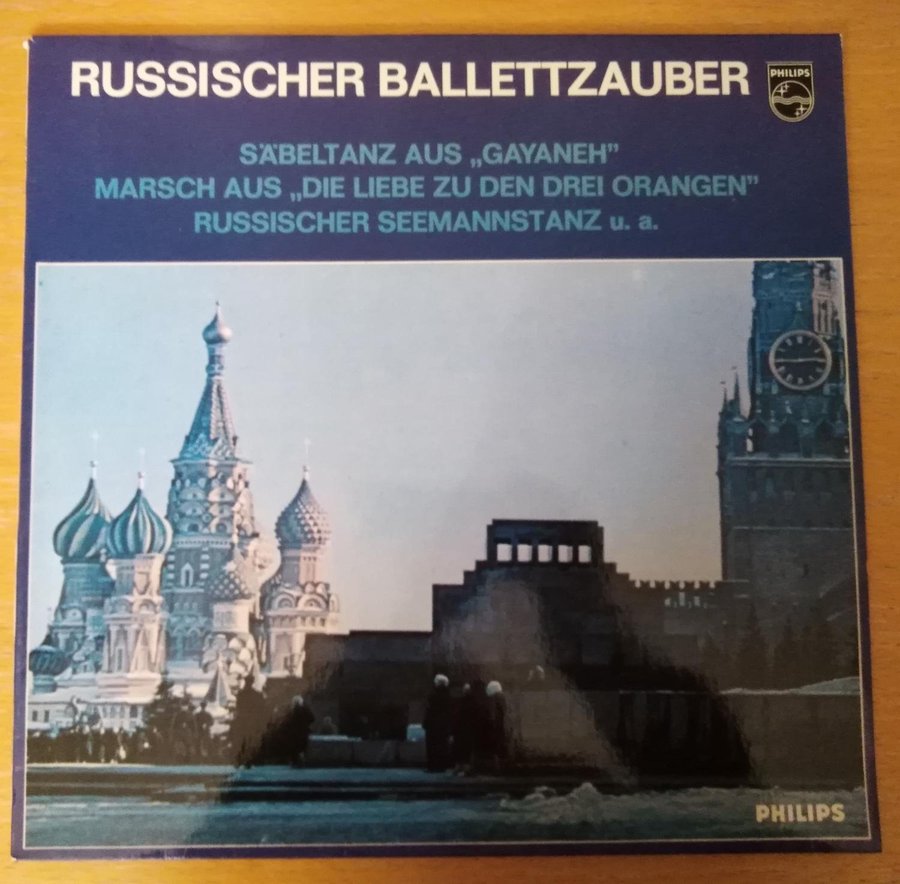 RUSSISCHER BALLETTZAUBER
PHILIPS
SÄBELTANZ AUS „GAYANEH”
MARSCH AUS „DIE LIEBE ZU DEN DREI ORANGEN”
RUSSISCHER SEEMANNSTANZ u. a.
PHILIPS